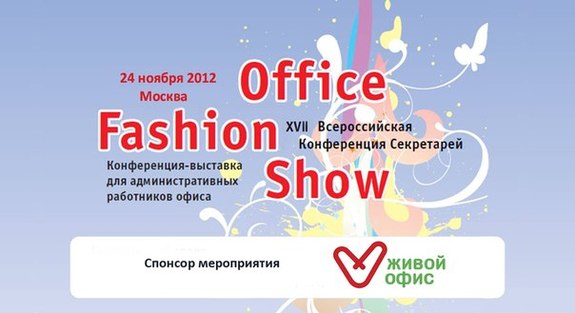 24 ноября 2012
Москва
Office
Fashion
Show
XVII Всероссийская
Конференция Секретарей
Конференция-выставка
для административных
работников офиса
Спонсор мероприятия
живой
офис